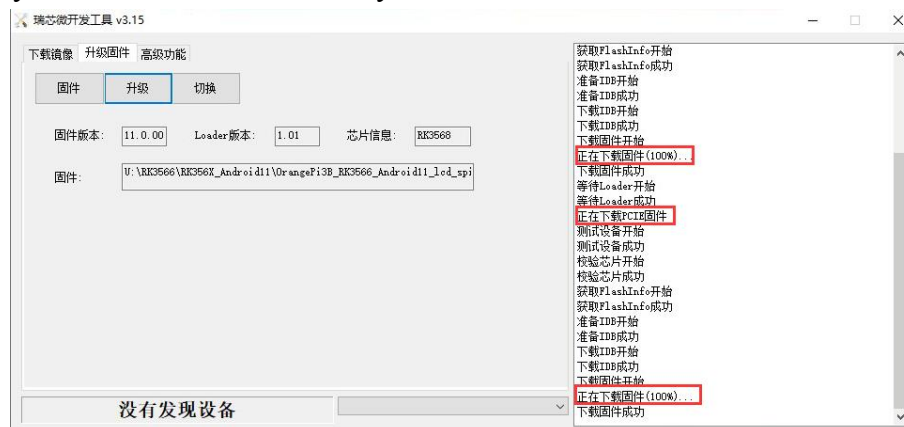 瑞芯微开发工具 v3.15
下载镜像 升级固件 高级功能
固件 升级 切换
固件版本: 11.0.00 Loader版本: 1.01 芯片信息: RK3568
固件: U:\RK3566\RK356X_Android11\OrangePi3B_RK3566_Android11_lcd_spi
没有发现设备
获取FlashInfo开始
获取FlashInfo成功
准备IDB开始
准备IDB成功
下载IDB开始
下载IDB成功
下载固件开始
正在下载固件(100%)...
下载固件成功
等待Loader开始
等待Loader成功
正在下载PCIE固件
测试设备开始
测试设备成功
校验芯片开始
校验芯片成功
获取FlashInfo开始
获取FlashInfo成功
准备IDB开始
准备IDB成功
下载IDB开始
下载IDB成功
下载固件开始
正在下载固件(100%)...
下载固件成功